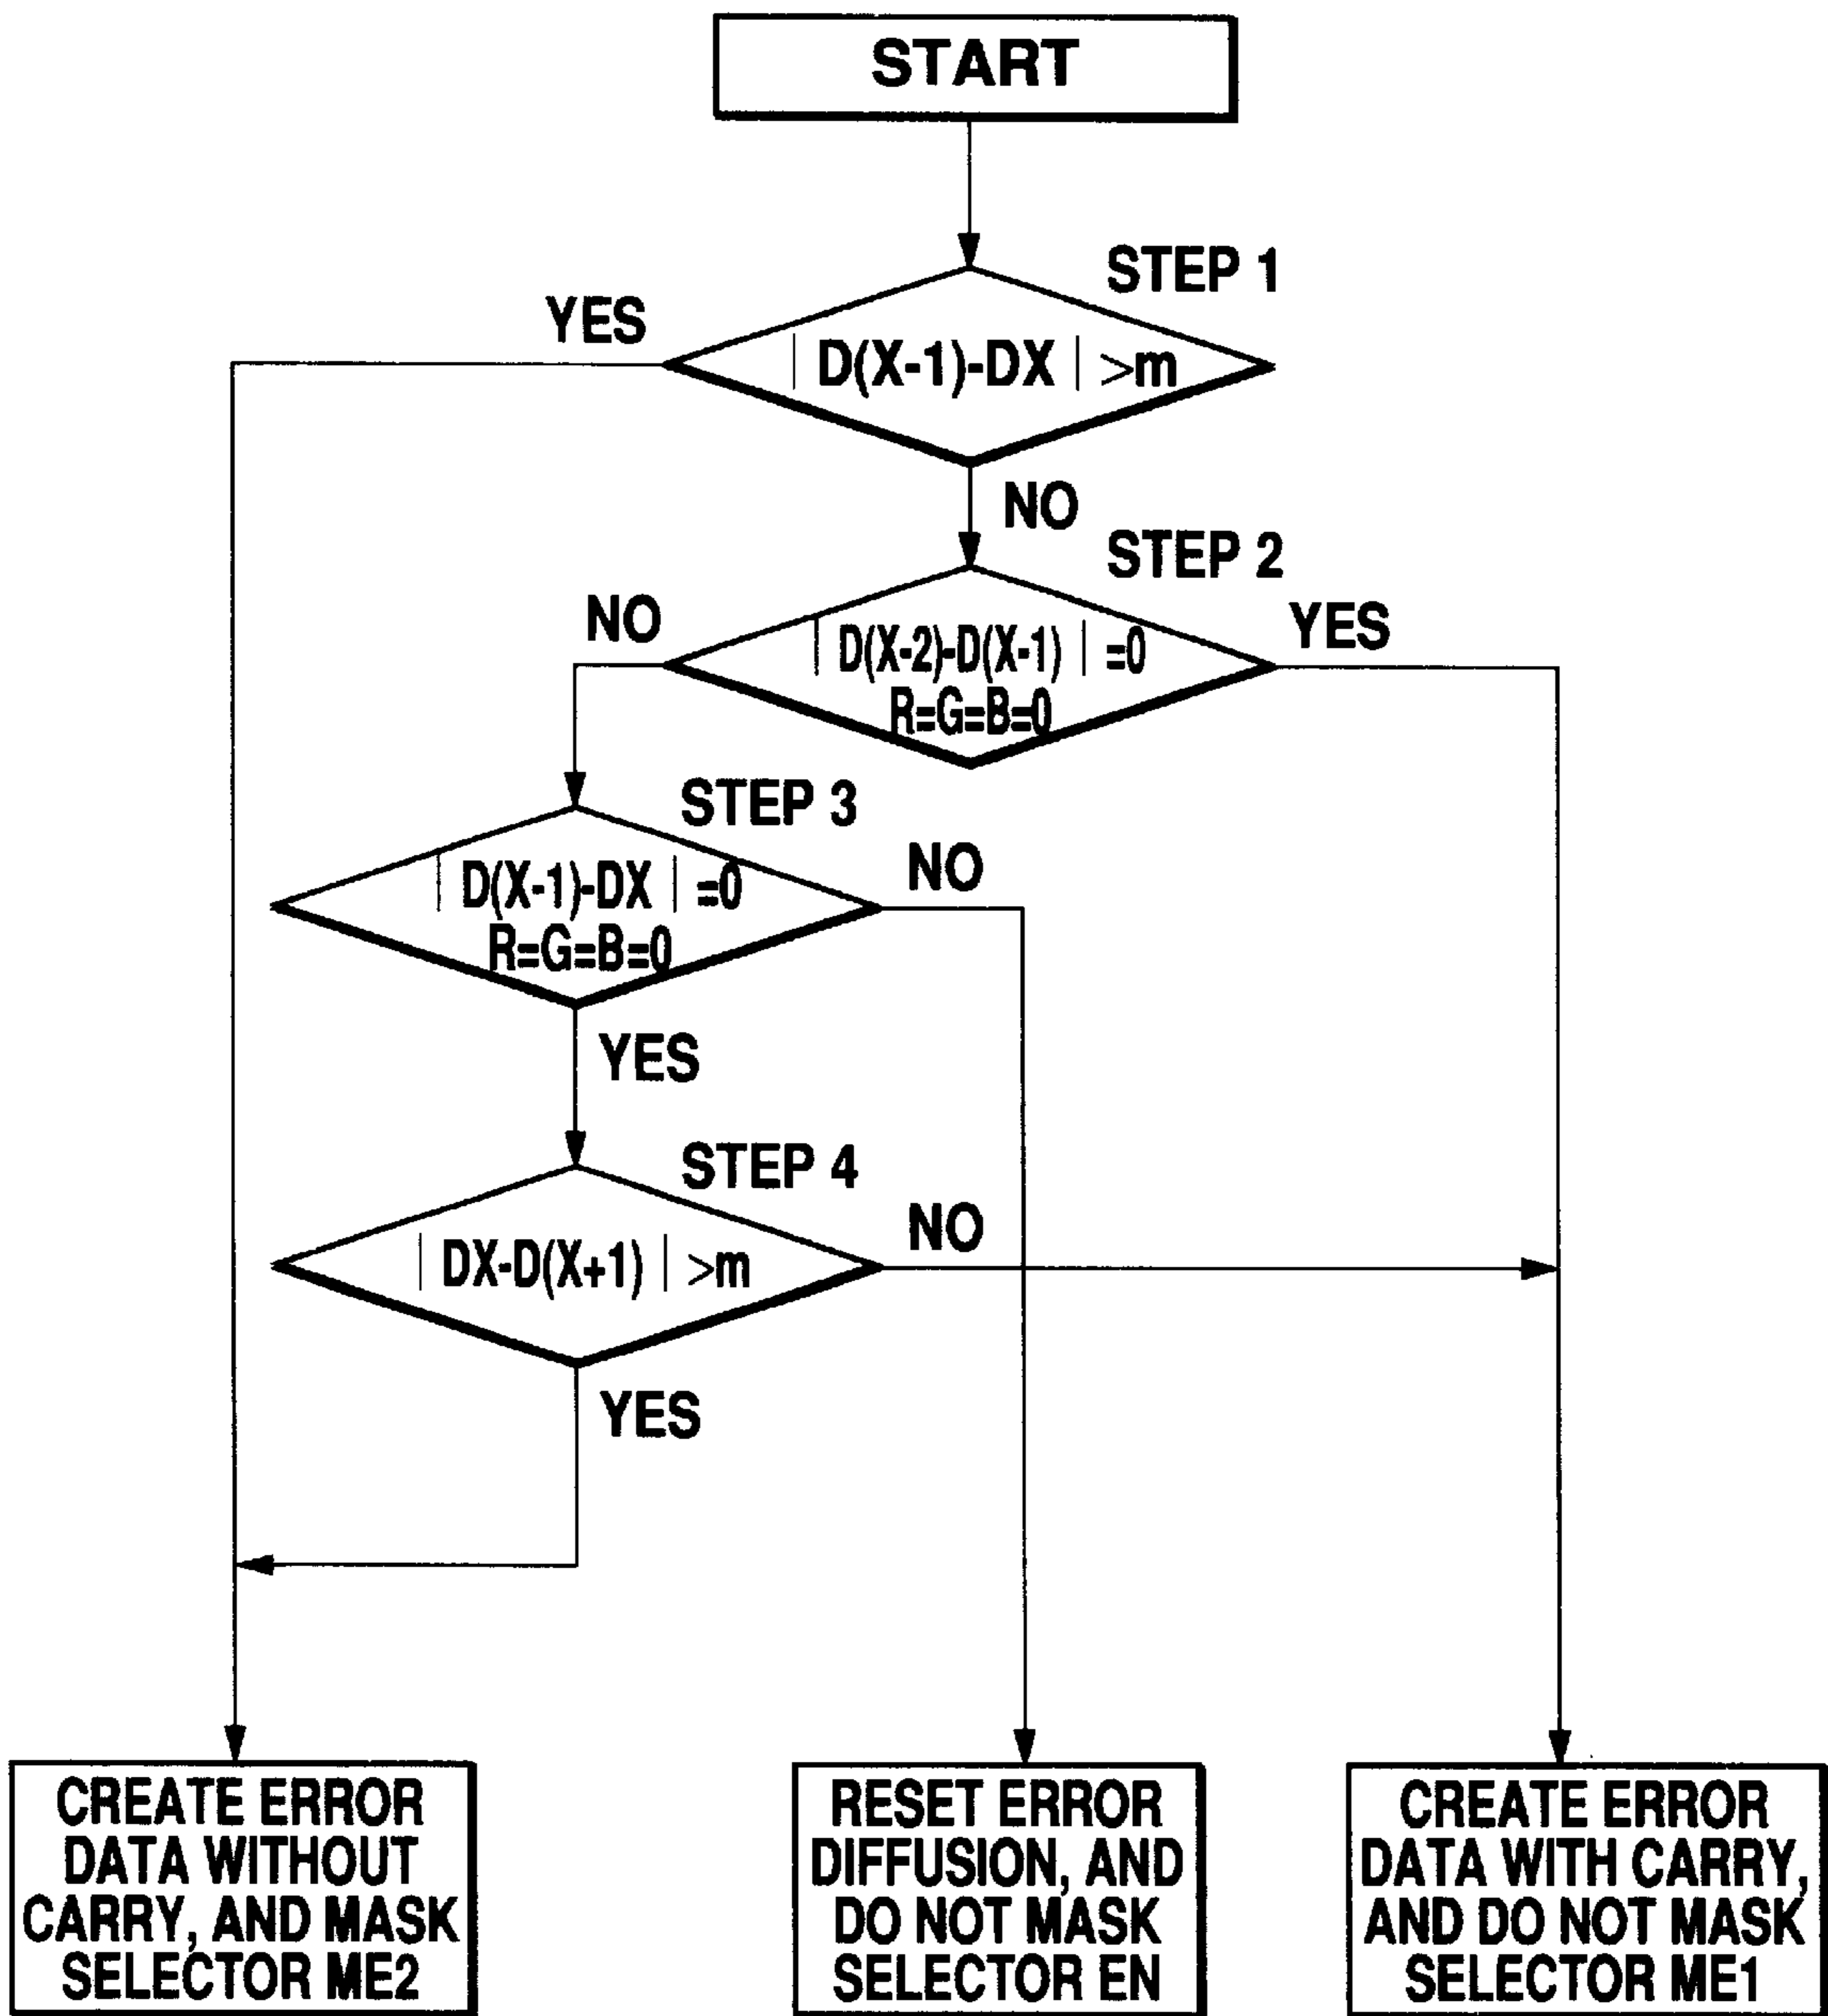 START
STEP 1
YES
| D(X-1)-DX | >m
NO
STEP 2
NO
YES
| D(X-2)-D(X-1) | =0
R=G=B=0
STEP 3
NO
| D(X-1)-DX | =0
R=G=B=0
YES
STEP 4
NO
| DX-D(X+1) | >m
YES
CREATE ERROR
DATA WITHOUT
CARRY, AND MASK
SELECTOR ME2
RESET ERROR
DIFFUSION, AND
DO NOT MASK
SELECTOR EN
CREATE ERROR
DATA WITH CARRY,
AND DO NOT MASK
SELECTOR ME1